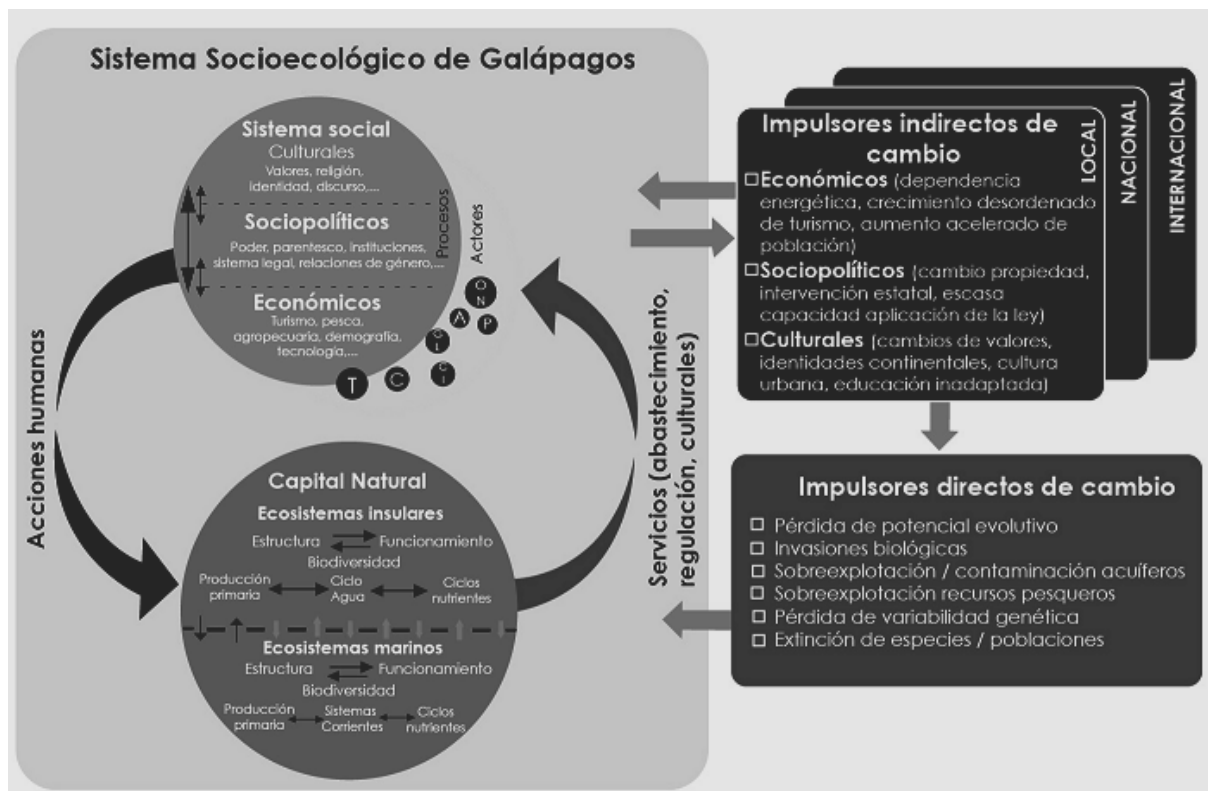 Sistema Socioecológico de Galápagos
Sistema social
Culturales
Valores, religión,
identidad, discurso,...
Sociopolíticos
Poder, parentesco, instituciones,
sistema legal, relaciones de género,...
Económicos
Turismo, pesca,
agropecuaria, demografía,
tecnología,...
Procesos
Actores
O
N
A
P
G
L
G
C
T
Acciones humanas
Servicios (abastecimiento,
regulación, culturales)
Capital Natural
Ecosistemas insulares
Estructura Funcionamiento
Biodiversidad
Producción
primaria
Ciclo
Agua
Ciclos
nutrientes
Ecosistemas marinos
Estructura Funcionamiento
Biodiversidad
Producción
primaria
Sistemas
Corrientes
Ciclos
nutrientes
Impulsores indirectos de
cambio
Económicos (dependencia
energética, crecimiento desordenado
de turismo, aumento acelerado de
población)
Sociopolíticos (cambio propiedad,
intervención estatal, escasa
capacidad aplicación de la ley)
Culturales (cambios de valores,
identidades continentales, cultura
urbana, educación inadaptada)
LOCAL
NACIONAL
INTERNACIONAL
Impulsores directos de cambio
Pérdida de potencial evolutivo
Invasiones biológicas
Sobreexplotación / contaminación acuíferos
Sobreexplotación recursos pesqueros
Pérdida de variabilidad genética
Extinción de especies / poblaciones